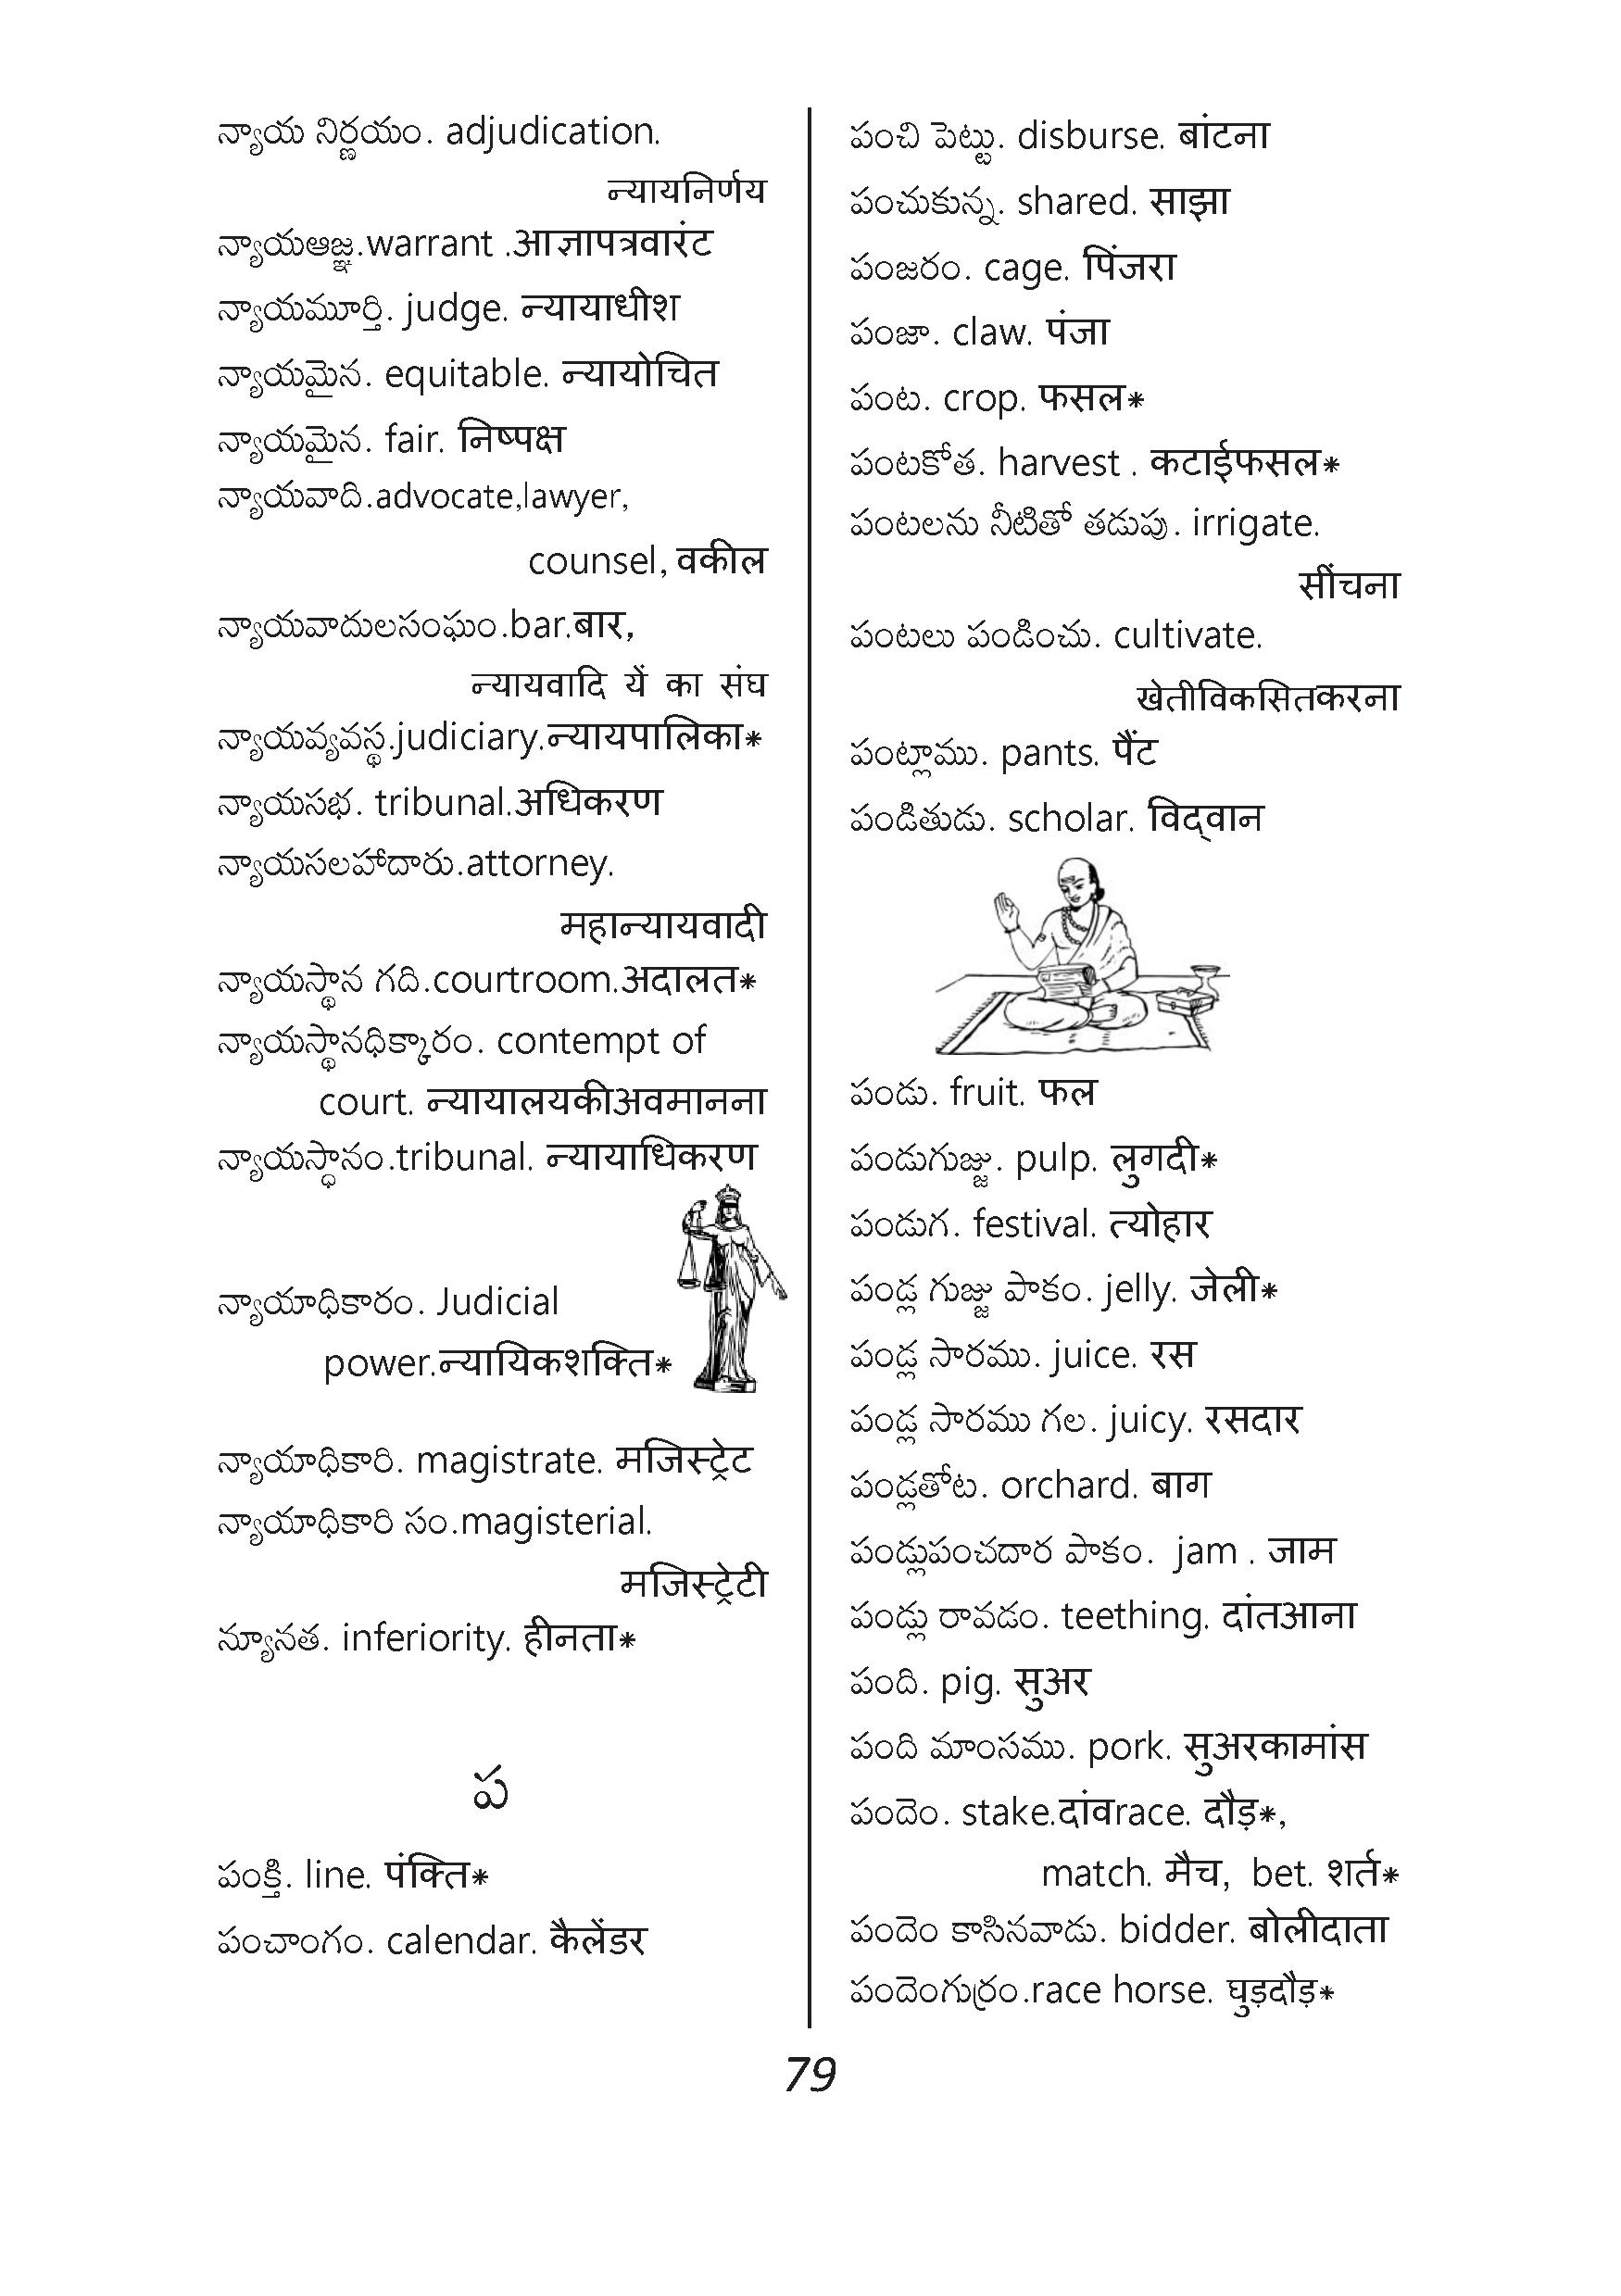 న్యాయ నిర్ణయం. adjudication.
न्यायनिर्णय
న్యాయఆజ్ఞ.warrant .आज्ञापत्रवारंट
న్యాయమూర్తి. judge. न्यायाधीश
న్యాయమైన. equitable. न्यायोचित
న్యాయమైన. fair. निष्पक्ष
న్యాయవాది.advocate,lawyer,
counsel, वकील
న్యాయవాదులసంఘం.bar.बार,
न्यायवादि यें का संघ
న్యాయవ్యవస్థ.judiciary.न्यायपालिका*
న్యాయసభ. tribunal.अधिकरण
న్యాయసలహాదారు.attorney.
महान्यायवादी
న్యాయస్థాన గది.courtroom.अदालत*
న్యాయస్థానధిక్కారం. contempt of
court. न्यायालयकीअवमानना
న్యాయస్ధానం.tribunal. न्यायाधिकरण
న్యాయాధికారం. Judicial
power.न्यायिकशक्ति*
న్యాయాధికారి. magistrate. मजिस्ट्रेट
న్యాయాధికారి సం.magisterial.
मजिस्ट्रेटी
న్యూనత. inferiority. हीनता*
ప
పంక్తి. line. पंक्ति*
పంచాంగం. calendar. कैलेंडर
పంచి పెట్టు. disburse. बांटना
పంచుకున్న. shared. साझा
పంజరం. cage. पिंजरा
పంజా. claw. पंजा
పంట. crop. फसल*
పంటకోత. harvest . कटाईफसल*
పంటలను నీటితో తడుపు. irrigate.
सींचना
పంటలు పండించు. cultivate.
खेतीविकसितकरना
పంట్లాము. pants. पैंट
పండితుడు. scholar. विद्वान
పండు. fruit. फल
పండుగుజ్జు. pulp. लुगदी*
పండుగ. festival. त्योहार
పండ్ల గుజ్జు పాకం. jelly. जेली*
పండ్ల సారము. juice. रस
పండ్ల సారము గల. juicy. रसदार
పండ్లతోట. orchard. बाग
పండ్లుపంచదార పాకం. jam . जाम
పండ్లు రావడం. teething. दांतआना
పంది. pig. सुअर
పంది మాంసము. pork. सुअरकामांस
పందెం. stake.दांवrace. दौड़*,
match. मैच, bet. शर्त*
పందెం కాసినవాడు. bidder. बोलीदाता
పందెంగుర్రం.race horse. घुड़दौड़*
79